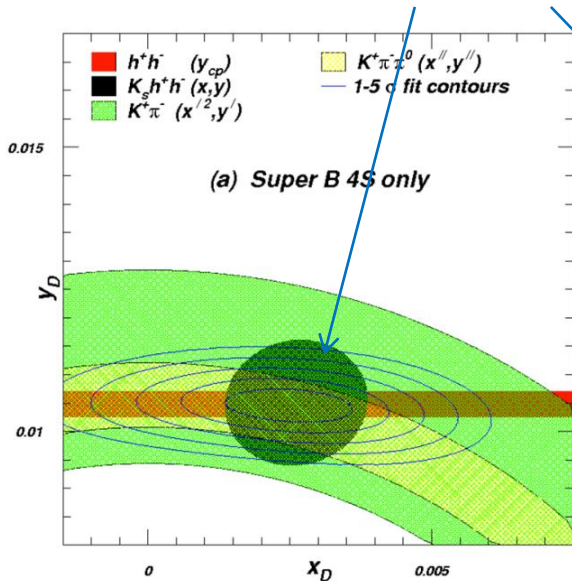 h⁺h⁻ (y_cp)
K_s h⁺h⁻ (x,y)
K⁺π⁻ (x′²,y′)
K⁺π⁻π⁰ (x″,y″)
1-5 σ fit contours
0.015
(a) Super B 4S only
y_D
0.01
0
x_D
0.005